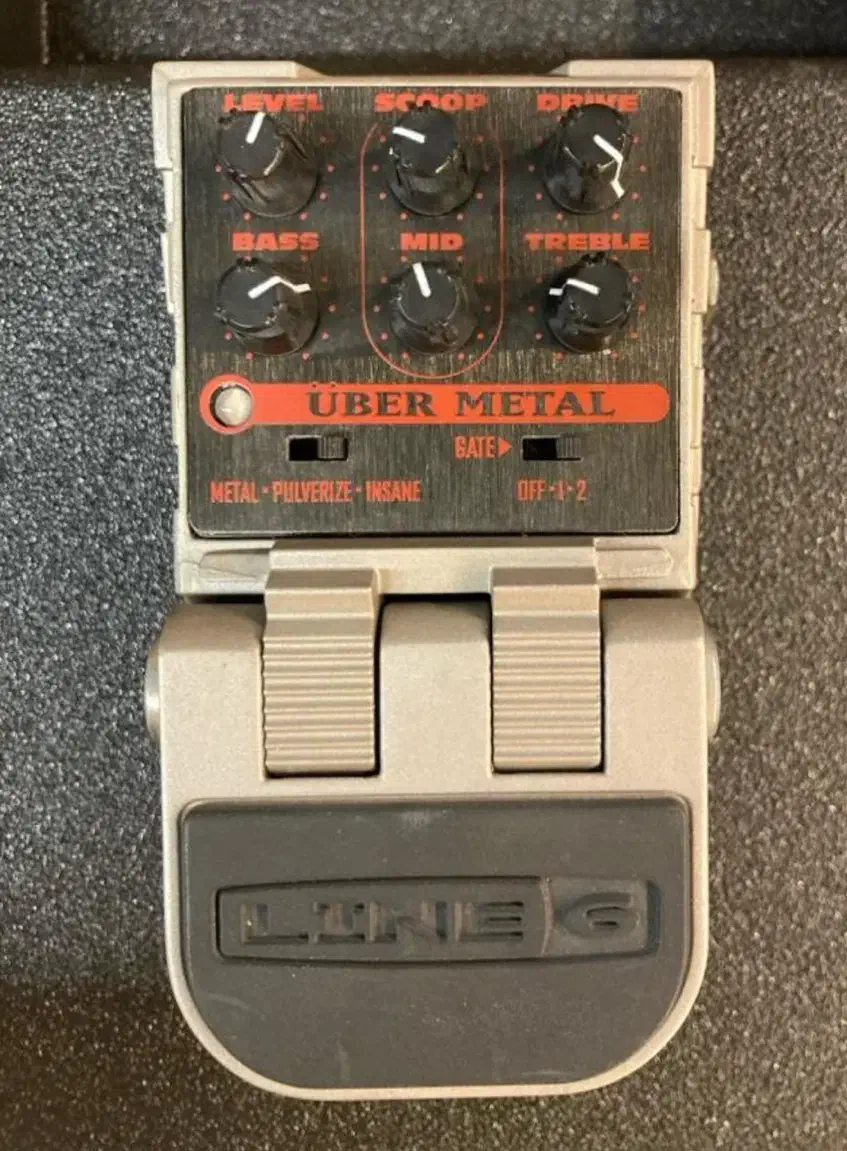 LEVEL SCOOP DRIVE
BASS MID TREBLE
ÜBER METAL
GATE▶
METAL · PULVERIZE · INSANE OFF · 1 · 2
LINE 6